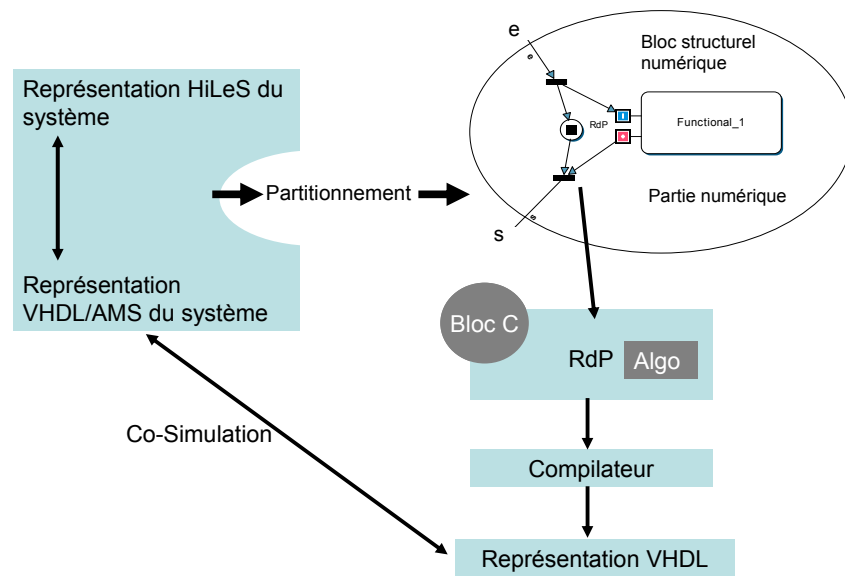 Représentation HiLeS du
système
Représentation
VHDL/AMS du système
Partitionnement
e
e
Bloc structurel
numérique
RdP
Functional_1
Partie numérique
s
s
Bloc C
RdP
Algo
Co-Simulation
Compilateur
Représentation VHDL